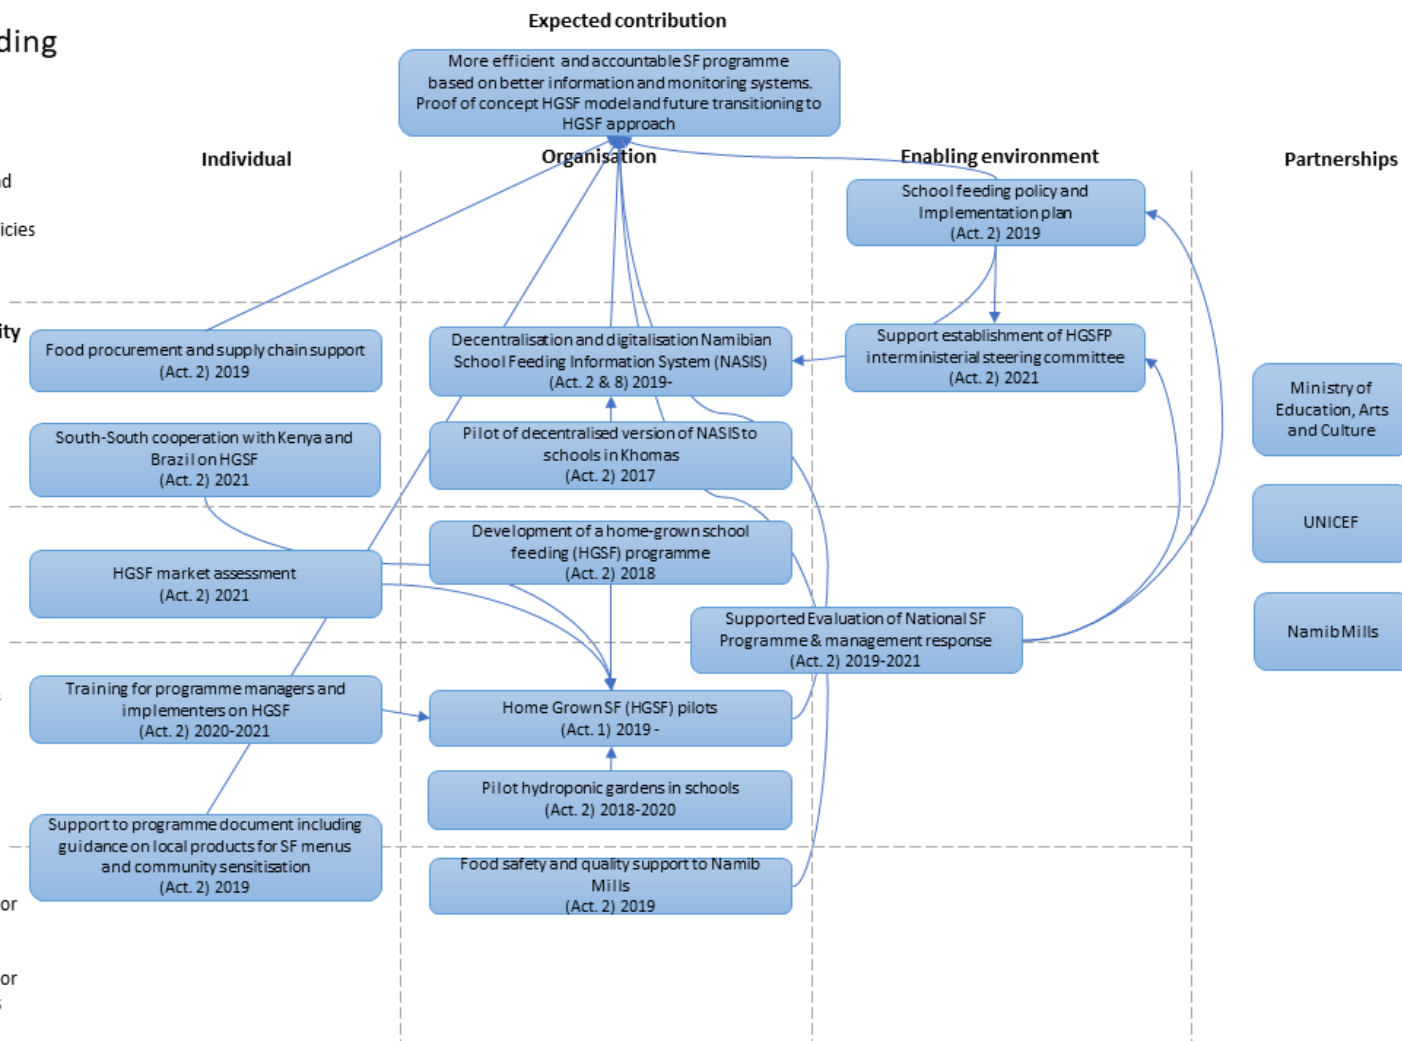 ding
Expected contribution
More efficient and accountable SF programme
based on better information and monitoring systems.
Proof of concept HGSF model and future transitioning to
HGSF approach
Individual
Organisation
Enabling environment
Partnerships
nd
icies
School feeding policy and
Implementation plan
(Act. 2) 2019
ity
Food procurement and supply chain support
(Act. 2) 2019
Decentralisation and digitalisation Namibian
School Feeding Information System (NASIS)
(Act. 2 & 8) 2019-
Support establishment of HGSFP
interministerial steering committee
(Act. 2) 2021
Ministry of
Education, Arts
and Culture
South-South cooperation with Kenya and
Brazil on HGSF
(Act. 2) 2021
Pilot of decentralised version of NASIS to
schools in Khomas
(Act. 2) 2017
UNICEF
HGSF market assessment
(Act. 2) 2021
Development of a home-grown school
feeding (HGSF) programme
(Act. 2) 2018
Supported Evaluation of National SF
Programme & management response
(Act. 2) 2019-2021
Namib Mills
Training for programme managers and
implementers on HGSF
(Act. 2) 2020-2021
Home Grown SF (HGSF) pilots
(Act. 1) 2019 -
Pilot hydroponic gardens in schools
(Act. 2) 2018-2020
Support to programme document including
guidance on local products for SF menus
and community sensitisation
(Act. 2) 2019
Food safety and quality support to Namib
Mills
(Act. 2) 2019
or
or